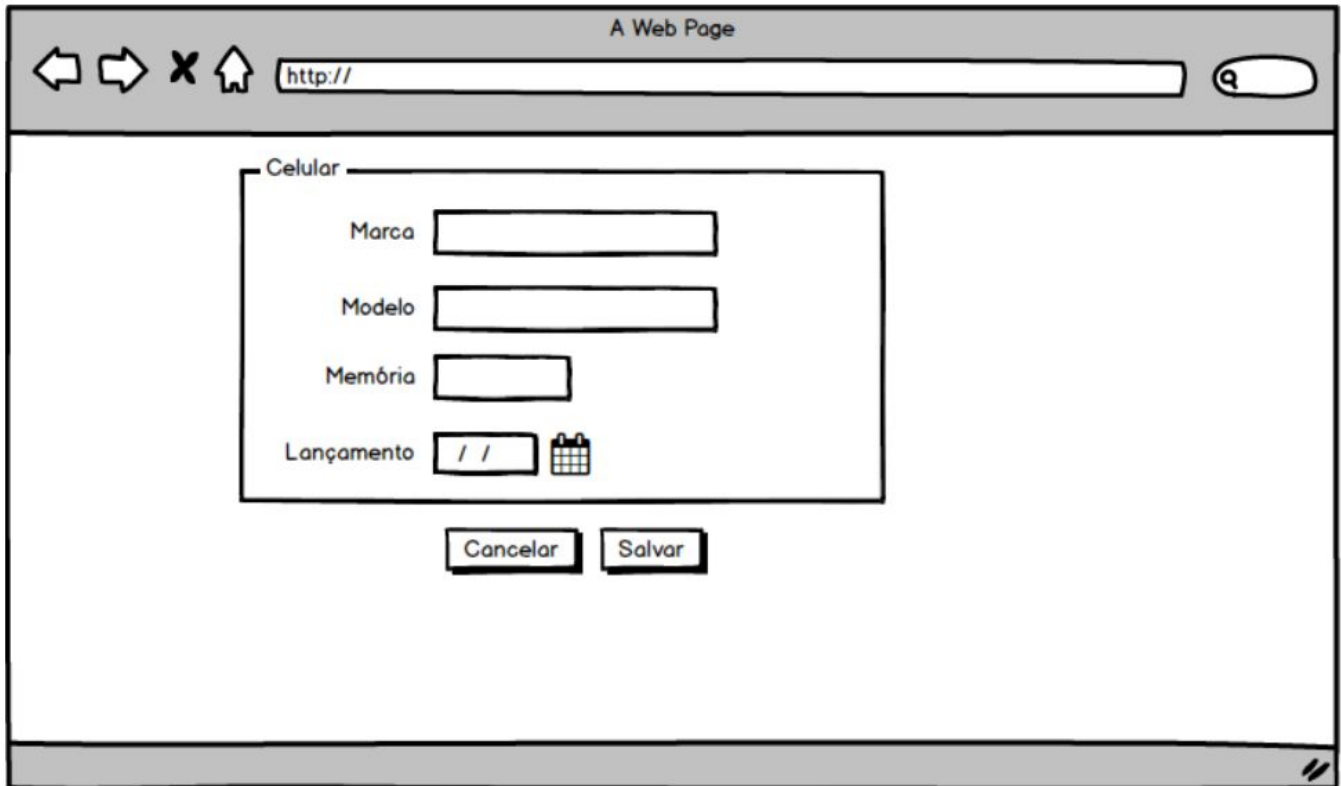 A Web Page
http://
Celular
Marca
Modelo
Memória
Lançamento / /
Cancelar Salvar